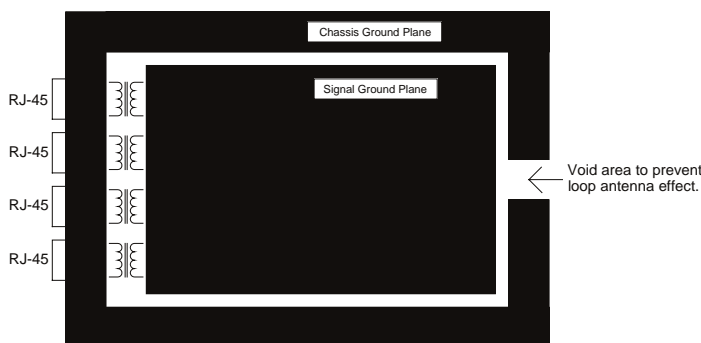 Chassis Ground Plane
Signal Ground Plane
RJ-45
RJ-45
RJ-45
RJ-45
Void area to prevent
loop antenna effect.